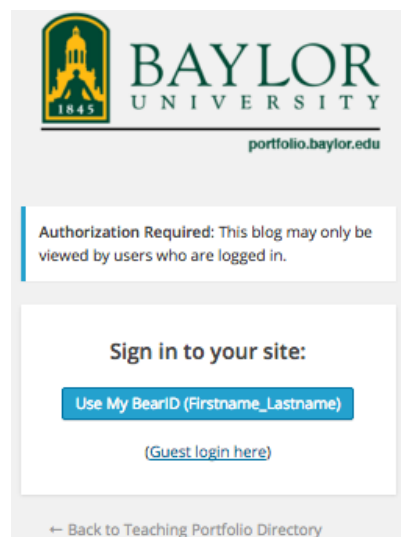 1845
BAYLOR
UNIVERSITY
portfolio.baylor.edu
Authorization Required: This blog may only be
viewed by users who are logged in.
Sign in to your site:
Use My BearID (Firstname_Lastname)
(Guest login here)
← Back to Teaching Portfolio Directory